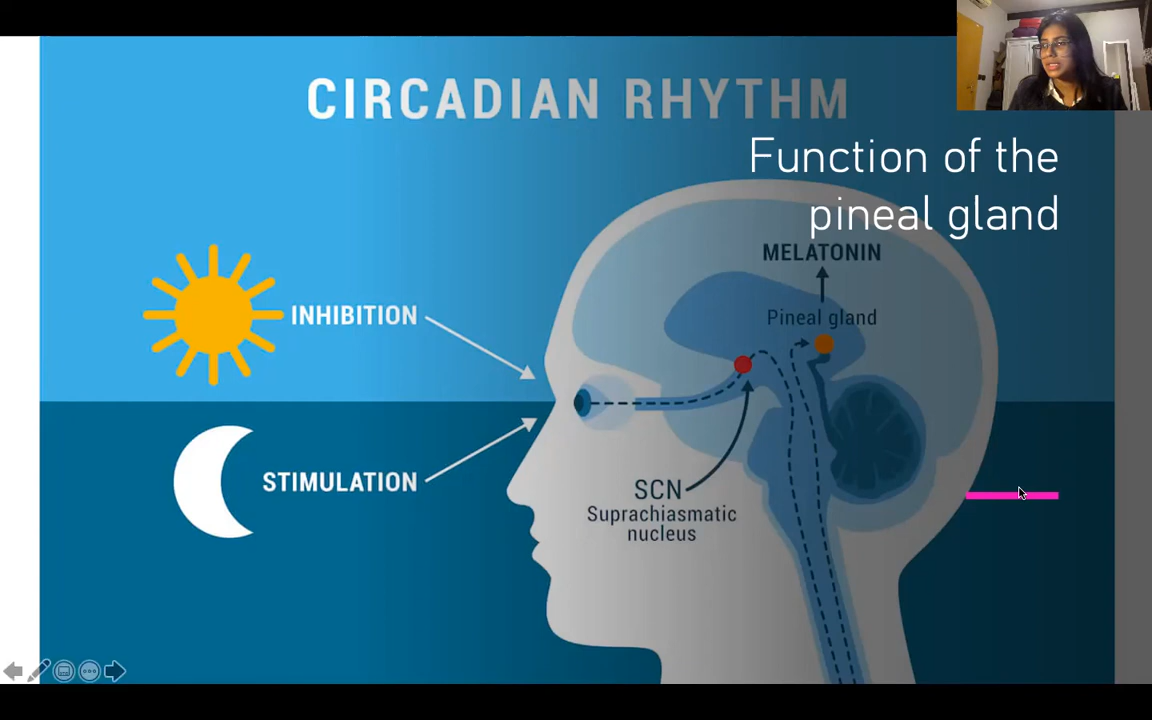 CIRCADIAN RHYTHM
Function of the
pineal gland
MELATONIN
Pineal gland
INHIBITION
STIMULATION
SCN
Suprachiasmatic
nucleus